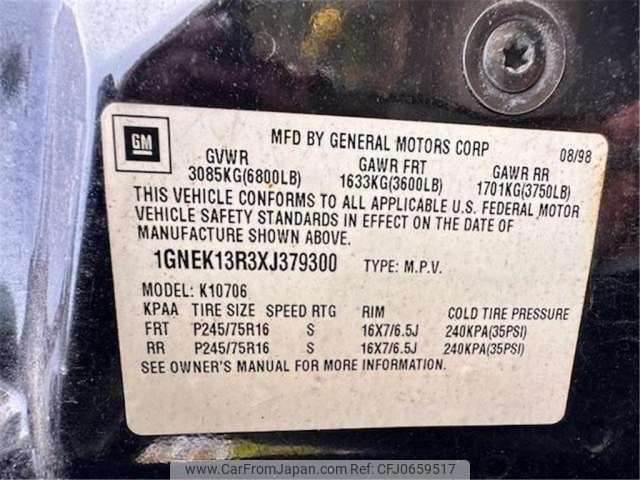 GM
MFD BY GENERAL MOTORS CORP 08/98
GVWR GAWR FRT GAWR RR
3085KG(6800LB) 1633KG(3600LB) 1701KG(3750LB)
THIS VEHICLE CONFORMS TO ALL APPLICABLE U.S. FEDERAL MOTOR
VEHICLE SAFETY STANDARDS IN EFFECT ON THE DATE OF
MANUFACTURE SHOWN ABOVE.
1GNEK13R3XJ379300 TYPE: M.P.V.
MODEL: K10706
KPAA TIRE SIZE SPEED RTG RIM COLD TIRE PRESSURE
FRT P245/75R16 S 16X7/6.5J 240KPA(35PSI)
RR P245/75R16 S 16X7/6.5J 240KPA(35PSI)
SEE OWNER'S MANUAL FOR MORE INFORMATION.
www.CarFromJapan.com | CFJ0659517